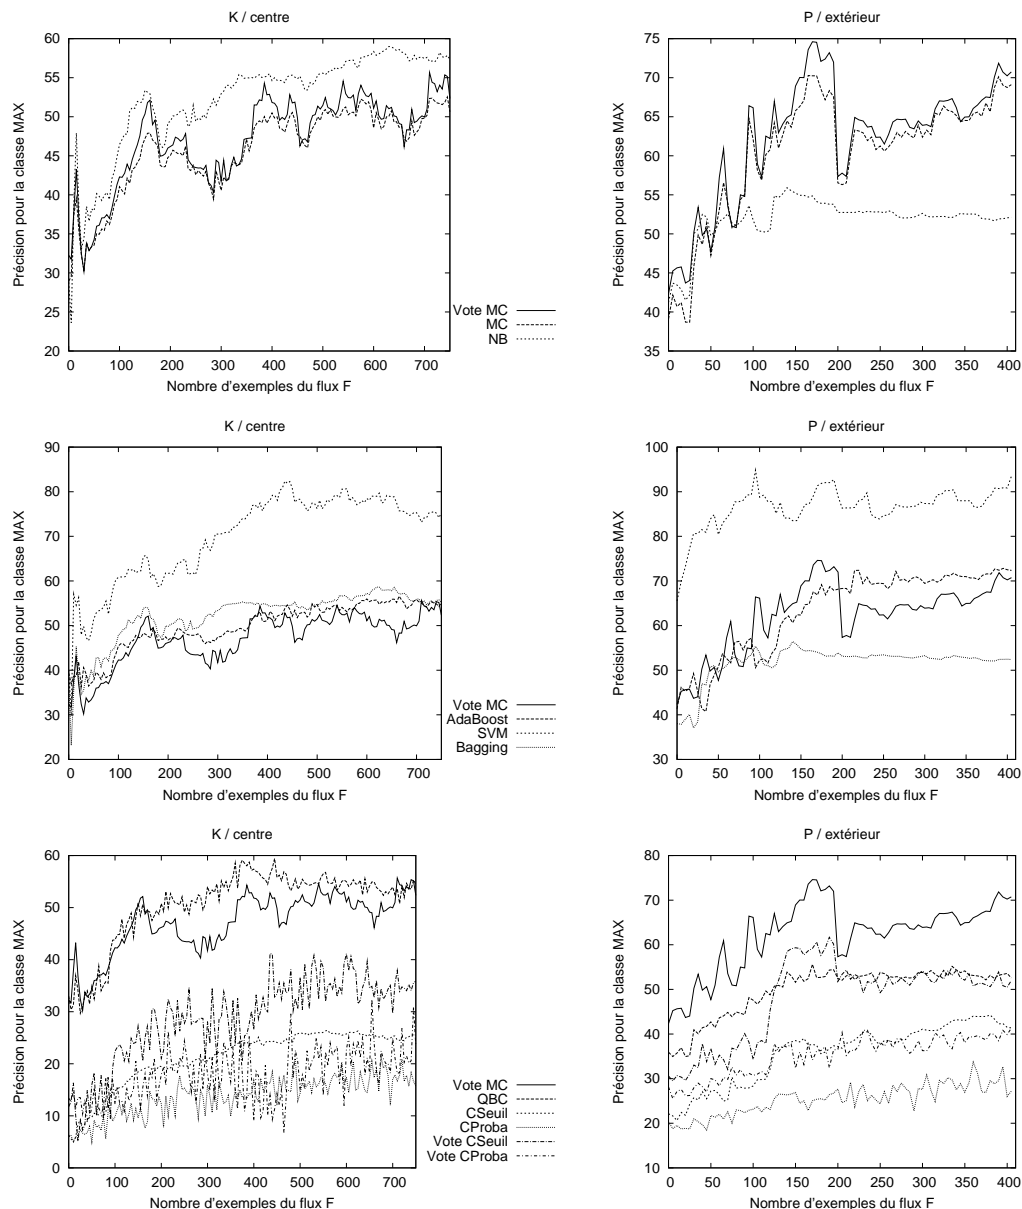 K / centre
60
55
50
45
40
35
30
25
20
0 100 200 300 400 500 600 700
Précision pour la classe MAX
Nombre d'exemples du flux F
Vote MC
MC
NB
P / extérieur
75
70
65
60
55
50
45
40
35
0 50 100 150 200 250 300 350 400
Précision pour la classe MAX
Nombre d'exemples du flux F
K / centre
90
80
70
60
50
40
30
20
0 100 200 300 400 500 600 700
Précision pour la classe MAX
Nombre d'exemples du flux F
Vote MC
AdaBoost
SVM
Bagging
P / extérieur
100
90
80
70
60
50
40
30
0 50 100 150 200 250 300 350 400
Précision pour la classe MAX
Nombre d'exemples du flux F
K / centre
60
50
40
30
20
10
0
0 100 200 300 400 500 600 700
Précision pour la classe MAX
Nombre d'exemples du flux F
Vote MC
QBC
CSeuil
CProba
Vote CSeuil
Vote CProba
P / extérieur
80
70
60
50
40
30
20
10
0 50 100 150 200 250 300 350 400
Précision pour la classe MAX
Nombre d'exemples du flux F